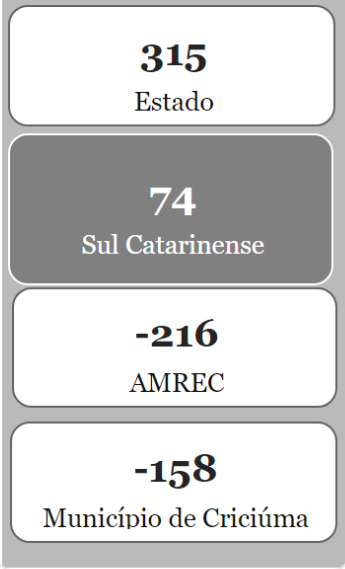 315
Estado
74
Sul Catarinense
-216
AMREC
-158
Município de Criciúma